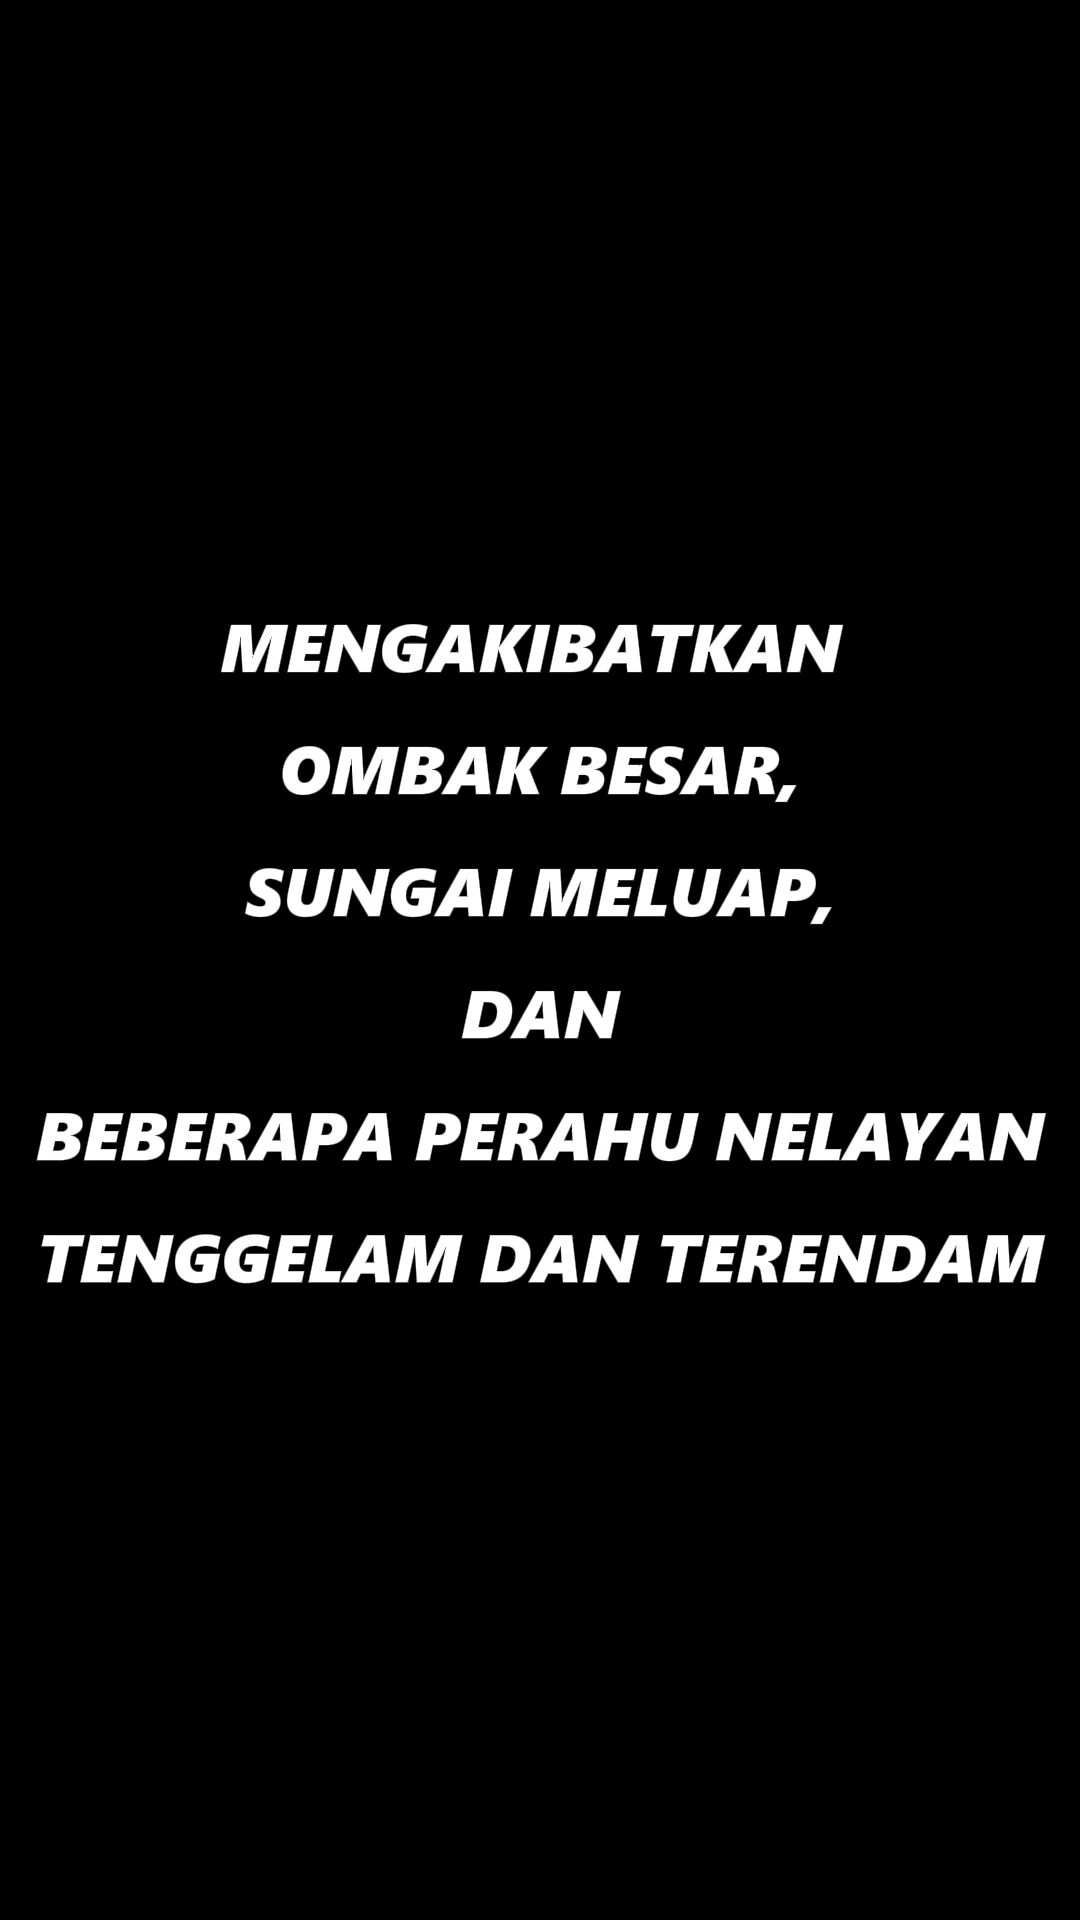 MENGAKIBATKAN
OMBAK BESAR,
SUNGAI MELUAP,
DAN
BEBERAPA PERAHU NELAYAN
TENGGELAM DAN TERENDAM